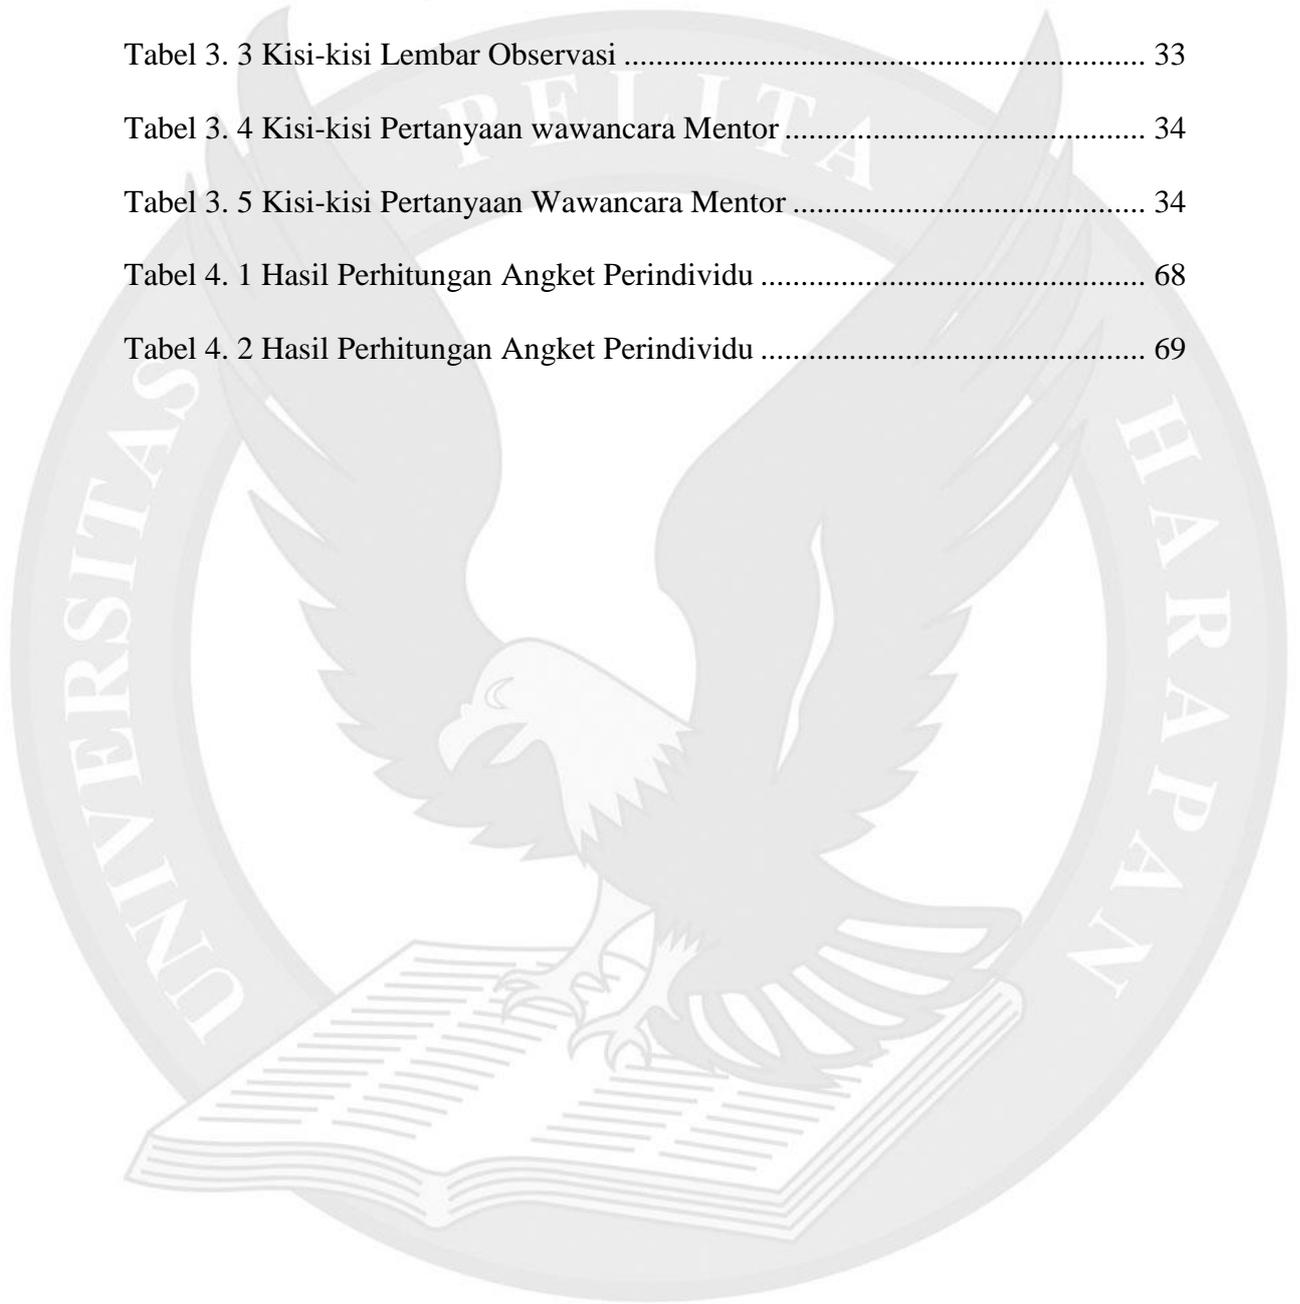 Tabel 3. 3 Kisi-kisi Lembar Observasi ................................................................. 33
Tabel 3. 4 Kisi-kisi Pertanyaan wawancara Mentor ............................................. 34
Tabel 3. 5 Kisi-kisi Pertanyaan Wawancara Mentor ............................................ 34
Tabel 4. 1 Hasil Perhitungan Angket Perindividu ................................................ 68
Tabel 4. 2 Hasil Perhitungan Angket Perindividu ................................................ 69
UNIVERSITAS PELITA HARAPAN